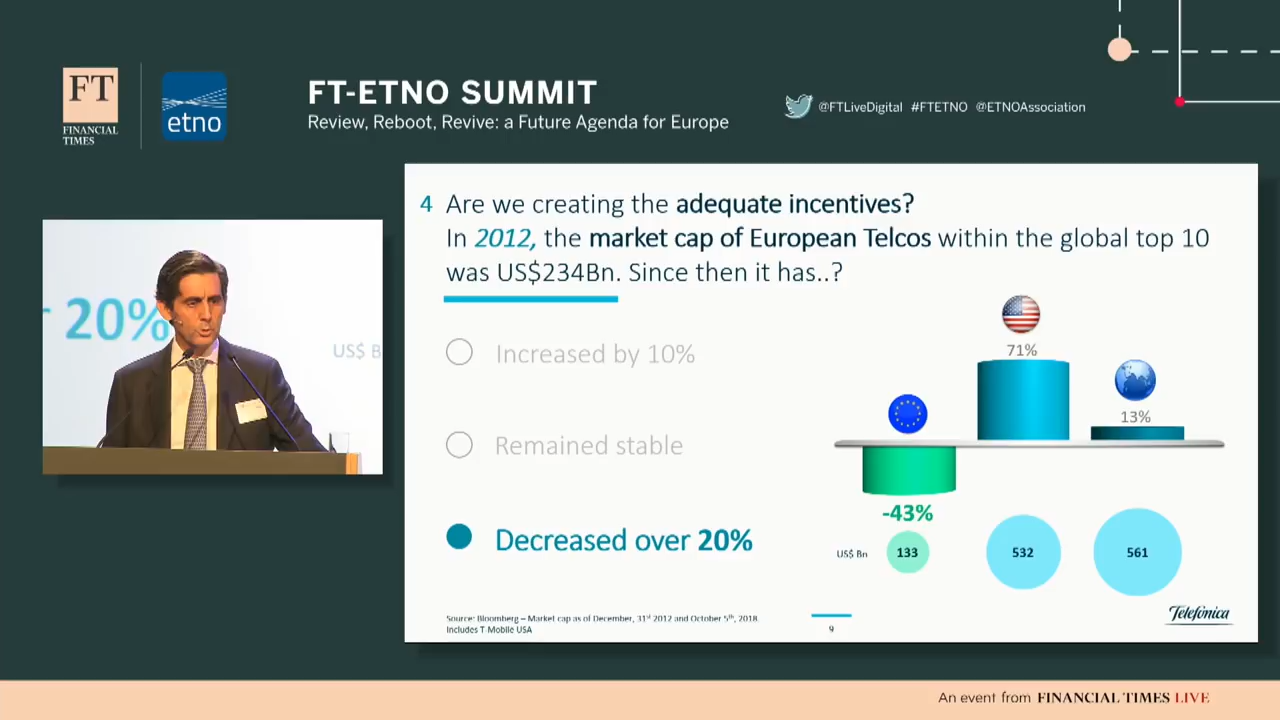 FT
FINANCIAL
TIMES
etno
FT-ETNO SUMMIT
Review, Reboot, Revive: a Future Agenda for Europe
@FTLiveDigital #FTETNO @ETNOAssociation
4 Are we creating the adequate incentives?
In 2012, the market cap of European Telcos within the global top 10
was US$234Bn. Since then it has..?
Increased by 10%
Remained stable
Decreased over 20%
71%
13%
-43%
US$ Bn
133
532
561
Source: Bloomberg – Market cap as of December, 31st 2012 and October 5th, 2018.
Includes T-Mobile USA
9
Telefónica
20%
US$ B
An event from FINANCIAL TIMES LIVE